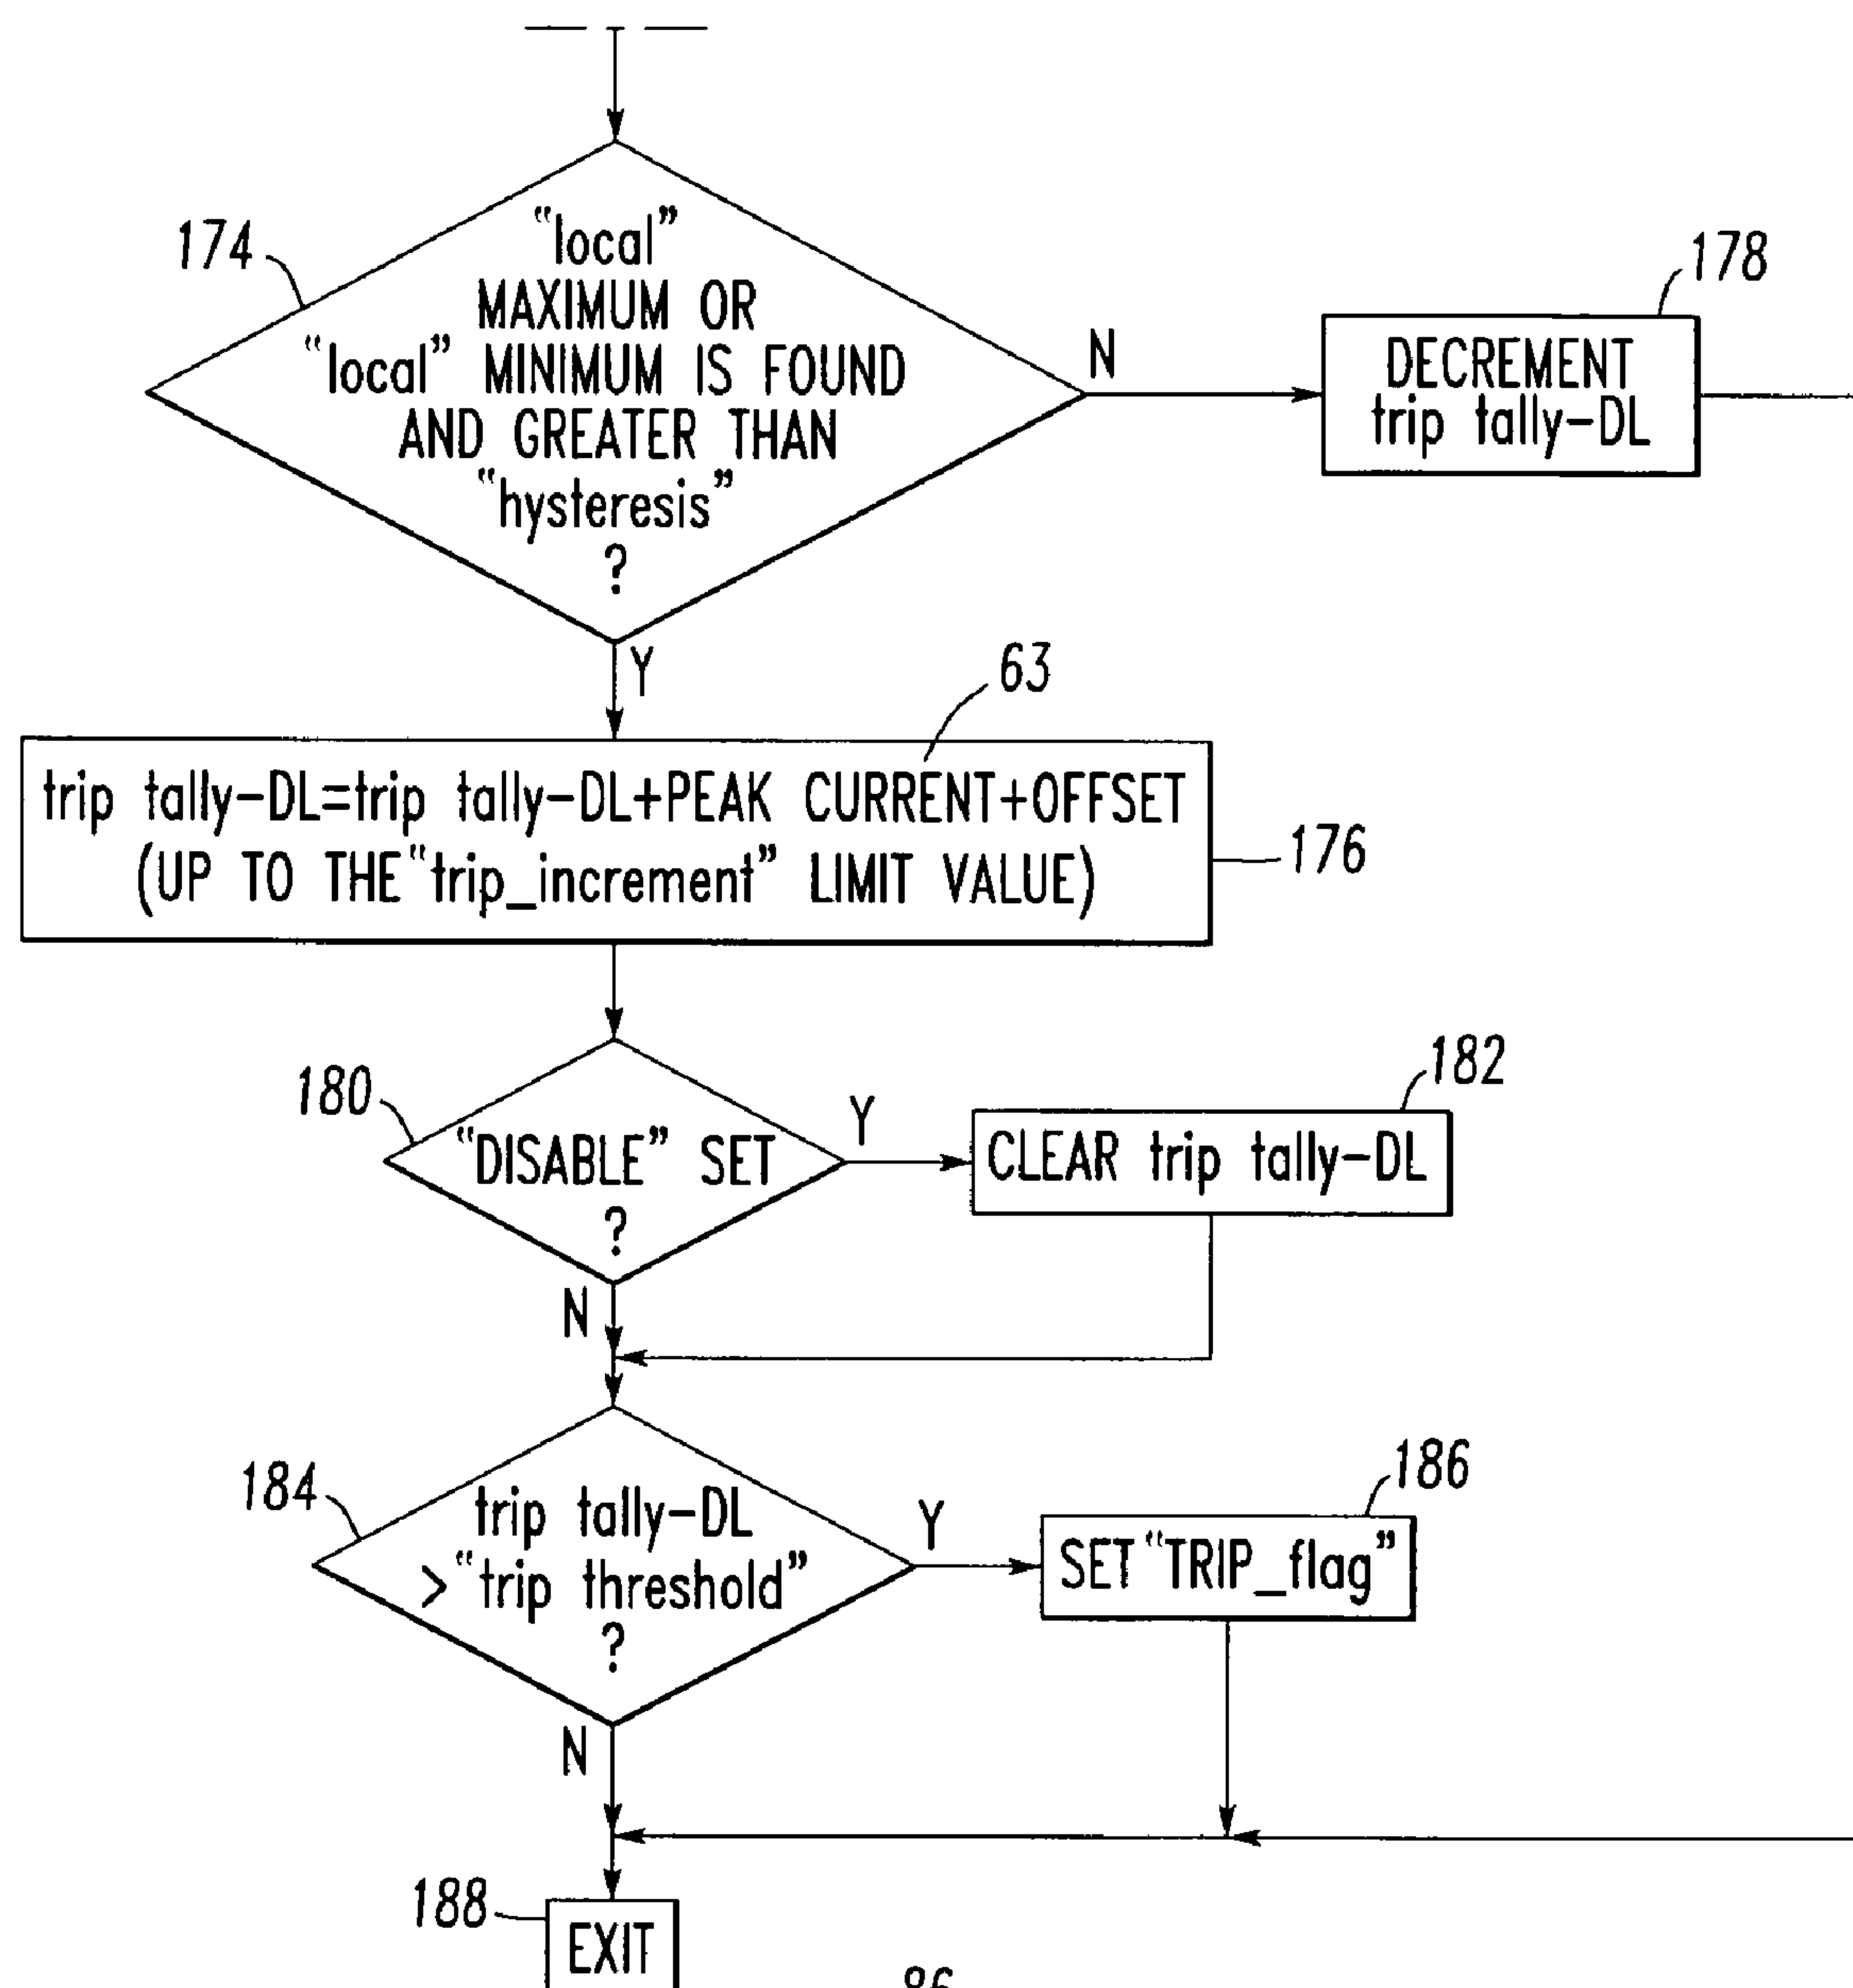 174
"local"
MAXIMUM OR
"local" MINIMUM IS FOUND
AND GREATER THAN
"hysteresis"
?
N
178
DECREMENT
trip tally-DL
Y
63
trip tally-DL=trip tally-DL+PEAK CURRENT+OFFSET
(UP TO THE"trip_increment" LIMIT VALUE)
176
180
"DISABLE" SET
?
Y
182
CLEAR trip tally-DL
N
184
trip tally-DL
>"trip threshold"
?
Y
186
SET"TRIP_flag"
N
188
EXIT
86